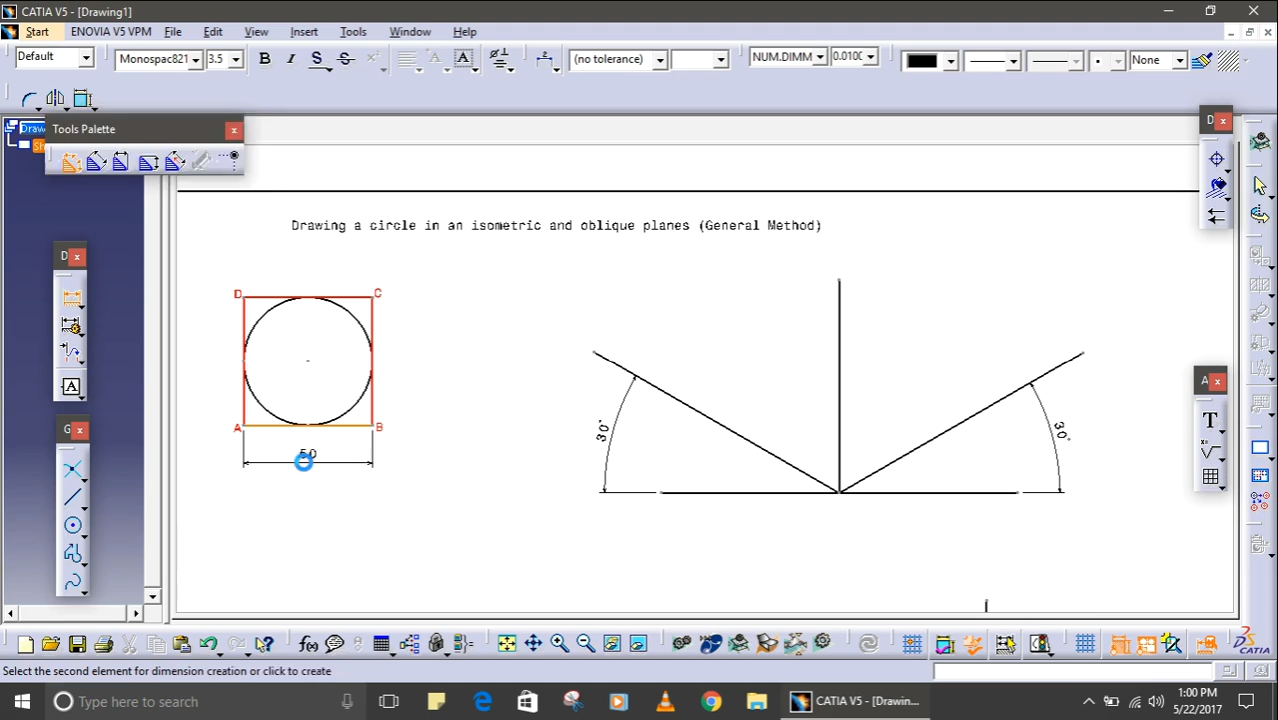 CATIA V5 - [Drawing1]
Start ENOVIA V5 VPM File Edit View Insert Tools Window Help
Default Monospac821 3.5 B I S S (no tolerance) NUM.DIMM 0.010 None
Draw
Tools Palette
D
D
G
A
Drawing a circle in an isometric and oblique planes (General Method)
D C
A B
50
30°
30°
Select the second element for dimension creation or click to create
CATIA
Type here to search
CATIA V5 - [Drawin...
1:00 PM
5/22/2017